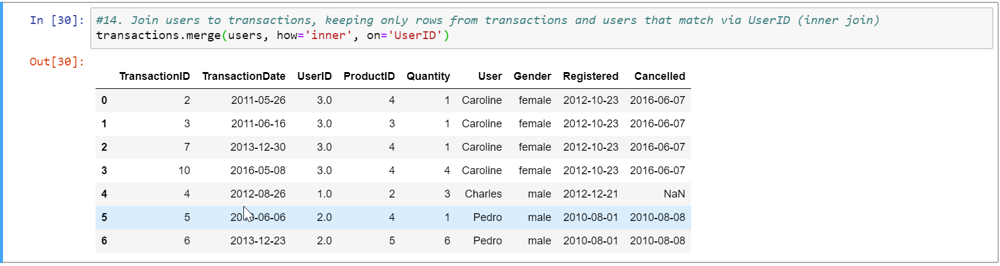 In [30]: #14. Join users to transactions, keeping only rows from transactions and users that match via UserID (inner join)
transactions.merge(users, how='inner', on='UserID')
Out[30]:
TransactionID TransactionDate UserID ProductID Quantity User Gender Registered Cancelled
0 2 2011-05-26 3.0 4 1 Caroline female 2012-10-23 2016-06-07
1 3 2011-06-16 3.0 3 1 Caroline female 2012-10-23 2016-06-07
2 7 2013-12-30 3.0 4 1 Caroline female 2012-10-23 2016-06-07
3 10 2016-05-08 3.0 4 4 Caroline female 2012-10-23 2016-06-07
4 4 2012-08-26 1.0 2 3 Charles male 2012-12-21 NaN
5 5 2.0 4 1 Pedro male 2010-08-01 2010-08-08
6 6 2013-12-23 2.0 5 6 Pedro male 2010-08-01 2010-08-08